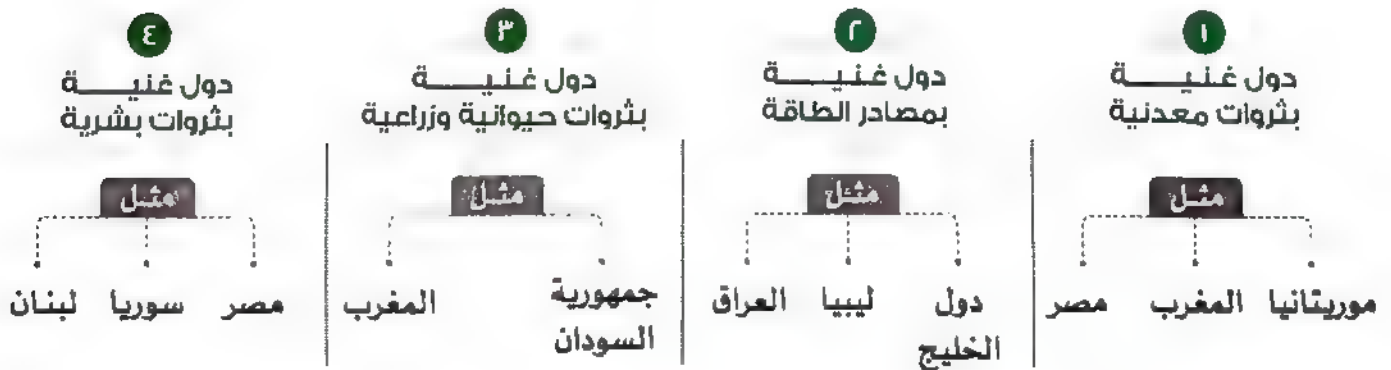 ١
دول غنية
بثروات معدنية
مثل
موريتانيا المغرب مصر
٢
دول غنية
بمصادر الطاقة
مثل
دول الخليج ليبيا العراق
٣
دول غنية
بثروات حيوانية وزراعية
مثل
جمهورية السودان المغرب
٤
دول غنية
بثروات بشرية
مثل
مصر سوريا لبنان